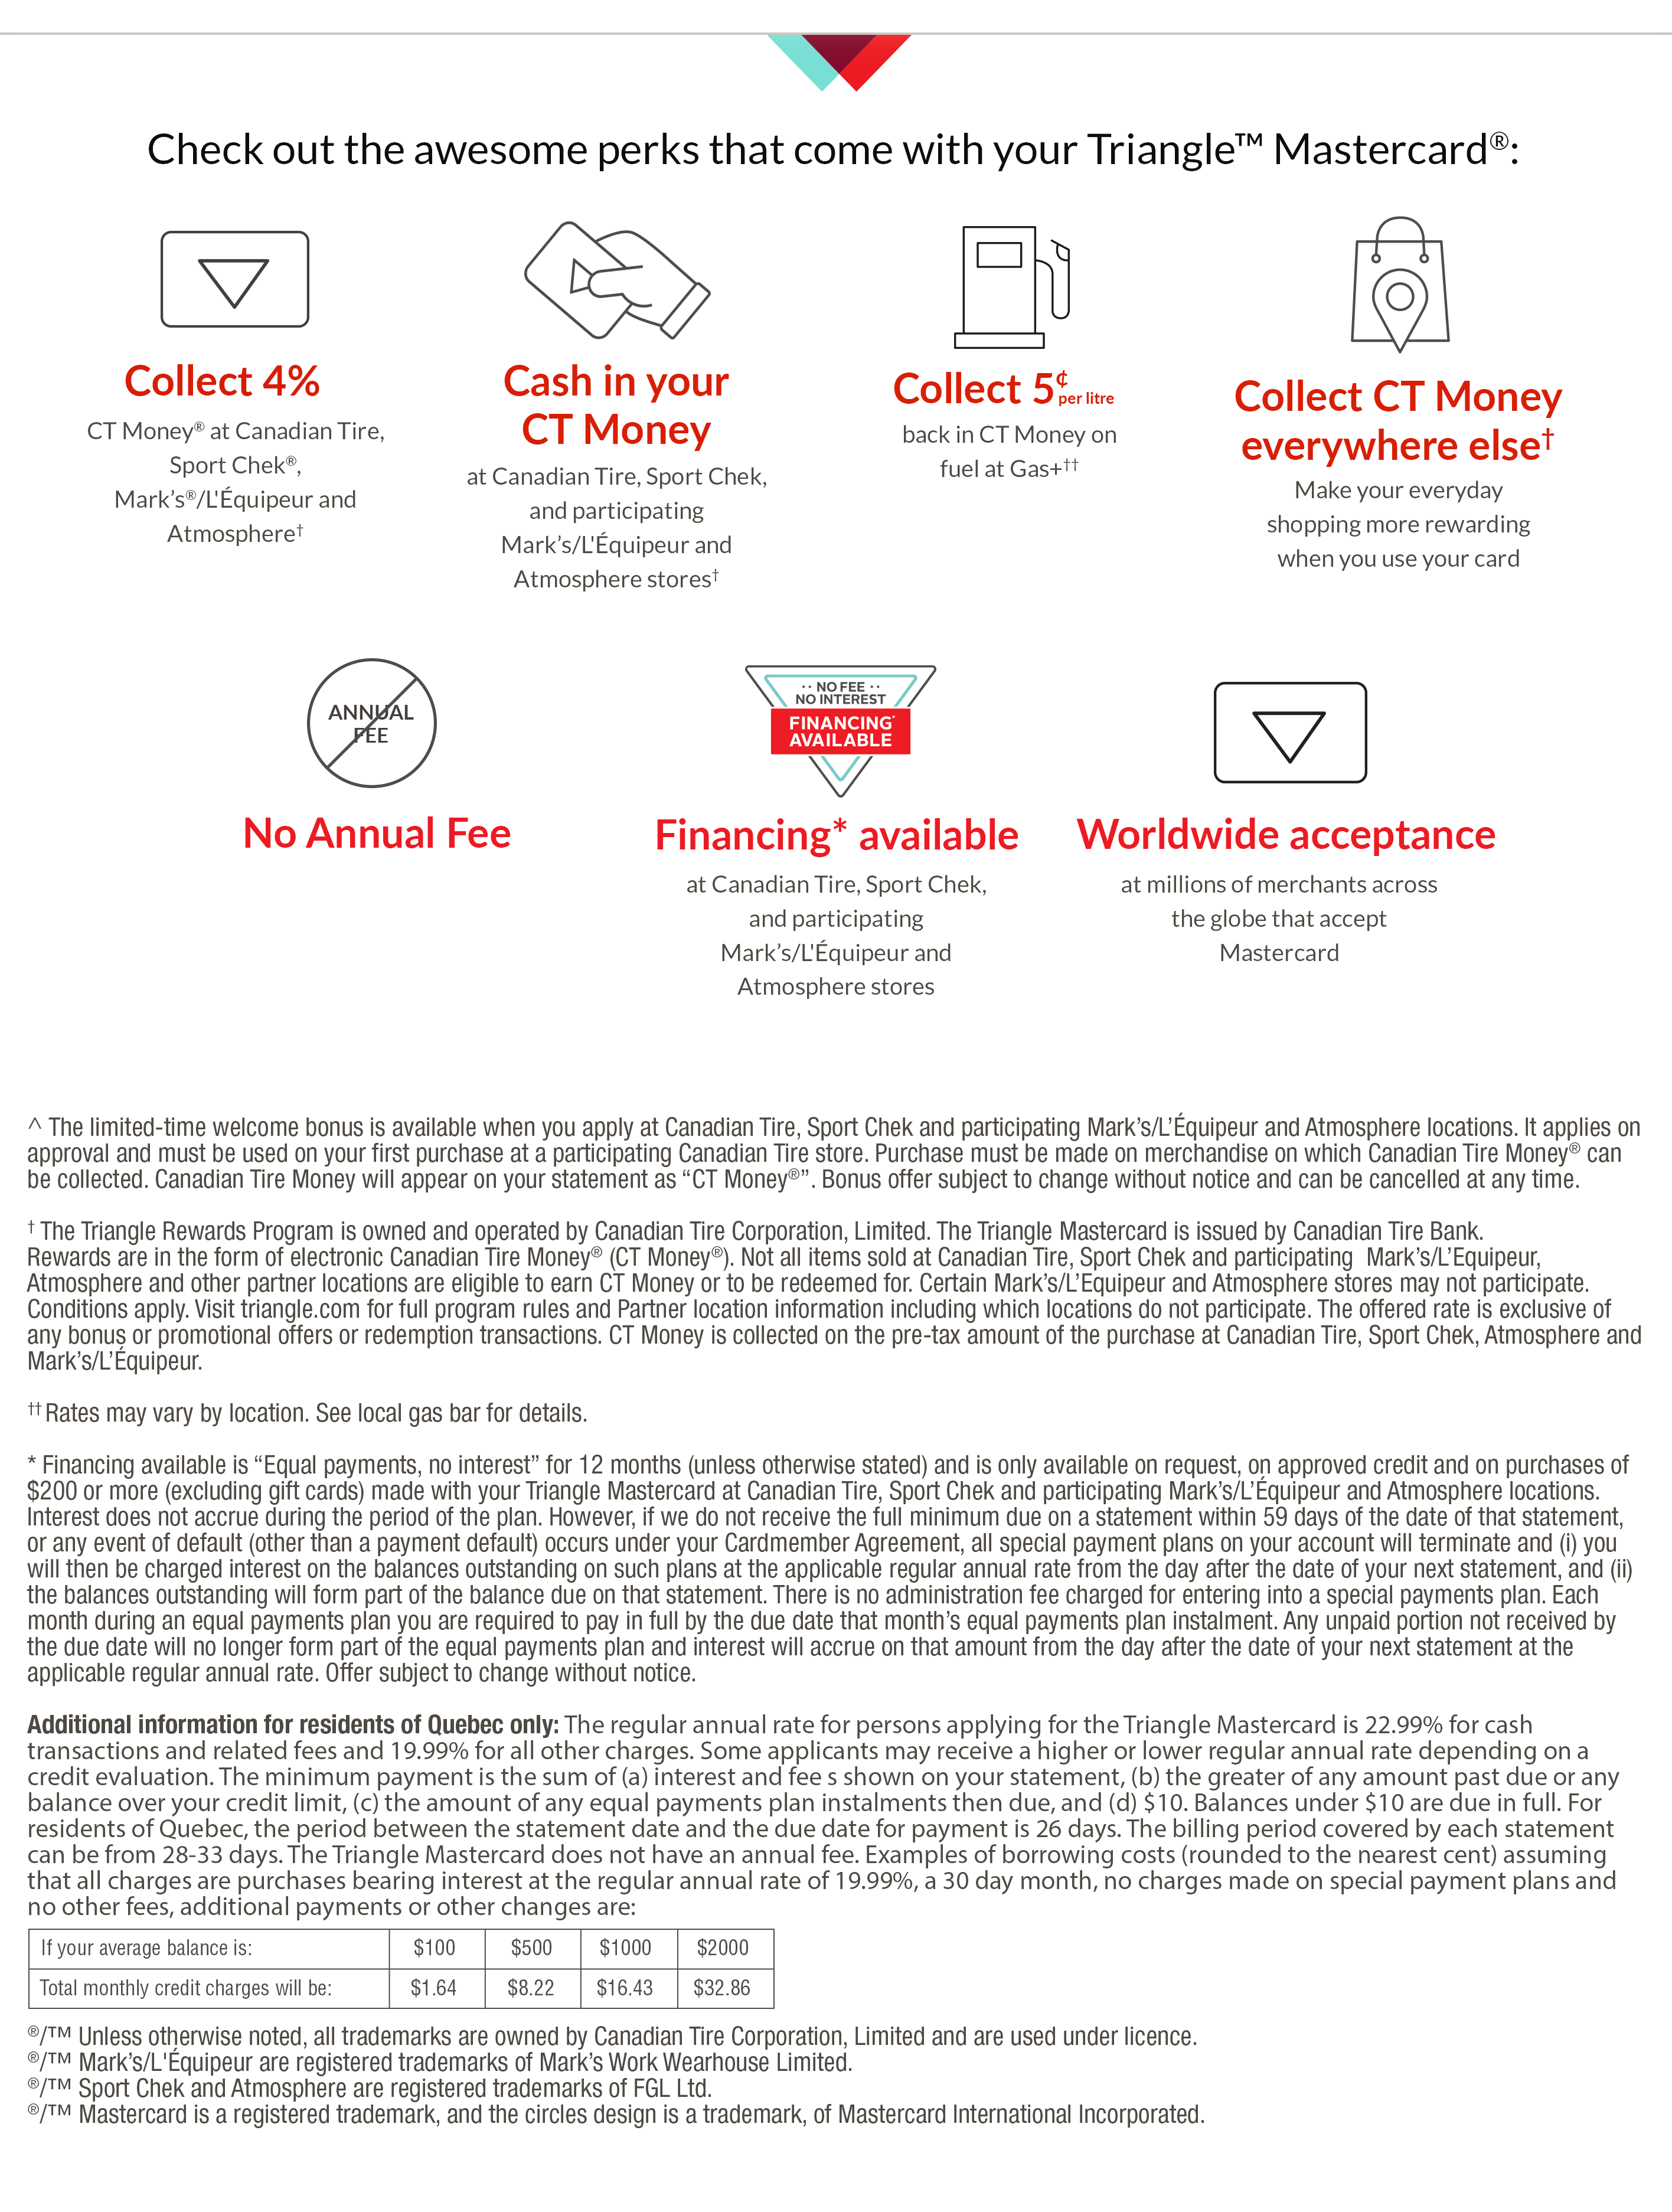 Check out the awesome perks that come with your Triangle™ Mastercard®:
Collect 4%
CT Money® at Canadian Tire,
Sport Chek®,
Mark’s®/L'Équipeur and
Atmosphere†
Cash in your
CT Money
at Canadian Tire, Sport Chek,
and participating
Mark’s/L'Équipeur and
Atmosphere stores†
Collect 5¢ per litre
back in CT Money on
fuel at Gas+††
Collect CT Money
everywhere else†
Make your everyday
shopping more rewarding
when you use your card
ANNUAL
FEE
No Annual Fee
·· NO FEE ··
NO INTEREST
FINANCING*
AVAILABLE
Financing* available
at Canadian Tire, Sport Chek,
and participating
Mark’s/L'Équipeur and
Atmosphere stores
Worldwide acceptance
at millions of merchants across
the globe that accept
Mastercard
^ The limited-time welcome bonus is available when you apply at Canadian Tire, Sport Chek and participating Mark’s/L’Équipeur and Atmosphere locations. It applies on
approval and must be used on your first purchase at a participating Canadian Tire store. Purchase must be made on merchandise on which Canadian Tire Money® can
be collected. Canadian Tire Money will appear on your statement as “CT Money®”. Bonus offer subject to change without notice and can be cancelled at any time.
† The Triangle Rewards Program is owned and operated by Canadian Tire Corporation, Limited. The Triangle Mastercard is issued by Canadian Tire Bank.
Rewards are in the form of electronic Canadian Tire Money® (CT Money®). Not all items sold at Canadian Tire, Sport Chek and participating Mark’s/L’Equipeur,
Atmosphere and other partner locations are eligible to earn CT Money or to be redeemed for. Certain Mark’s/L’Equipeur and Atmosphere stores may not participate.
Conditions apply. Visit triangle.com for full program rules and Partner location information including which locations do not participate. The offered rate is exclusive of
any bonus or promotional offers or redemption transactions. CT Money is collected on the pre-tax amount of the purchase at Canadian Tire, Sport Chek, Atmosphere and
Mark’s/L’Équipeur.
†† Rates may vary by location. See local gas bar for details.
* Financing available is “Equal payments, no interest” for 12 months (unless otherwise stated) and is only available on request, on approved credit and on purchases of
$200 or more (excluding gift cards) made with your Triangle Mastercard at Canadian Tire, Sport Chek and participating Mark’s/L’Équipeur and Atmosphere locations.
Interest does not accrue during the period of the plan. However, if we do not receive the full minimum due on a statement within 59 days of the date of that statement,
or any event of default (other than a payment default) occurs under your Cardmember Agreement, all special payment plans on your account will terminate and (i) you
will then be charged interest on the balances outstanding on such plans at the applicable regular annual rate from the day after the date of your next statement, and (ii)
the balances outstanding will form part of the balance due on that statement. There is no administration fee charged for entering into a special payments plan. Each
month during an equal payments plan you are required to pay in full by the due date that month’s equal payments plan instalment. Any unpaid portion not received by
the due date will no longer form part of the equal payments plan and interest will accrue on that amount from the day after the date of your next statement at the
applicable regular annual rate. Offer subject to change without notice.
Additional information for residents of Quebec only: The regular annual rate for persons applying for the Triangle Mastercard is 22.99% for cash
transactions and related fees and 19.99% for all other charges. Some applicants may receive a higher or lower regular annual rate depending on a
credit evaluation. The minimum payment is the sum of (a) interest and fee s shown on your statement, (b) the greater of any amount past due or any
balance over your credit limit, (c) the amount of any equal payments plan instalments then due, and (d) $10. Balances under $10 are due in full. For
residents of Quebec, the period between the statement date and the due date for payment is 26 days. The billing period covered by each statement
can be from 28-33 days. The Triangle Mastercard does not have an annual fee. Examples of borrowing costs (rounded to the nearest cent) assuming
that all charges are purchases bearing interest at the regular annual rate of 19.99%, a 30 day month, no charges made on special payment plans and
no other fees, additional payments or other changes are:
If your average balance is: $100 $500 $1000 $2000
Total monthly credit charges will be: $1.64 $8.22 $16.43 $32.86
®/™ Unless otherwise noted, all trademarks are owned by Canadian Tire Corporation, Limited and are used under licence.
®/™ Mark’s/L'Équipeur are registered trademarks of Mark’s Work Wearhouse Limited.
®/™ Sport Chek and Atmosphere are registered trademarks of FGL Ltd.
®/™ Mastercard is a registered trademark, and the circles design is a trademark, of Mastercard International Incorporated.